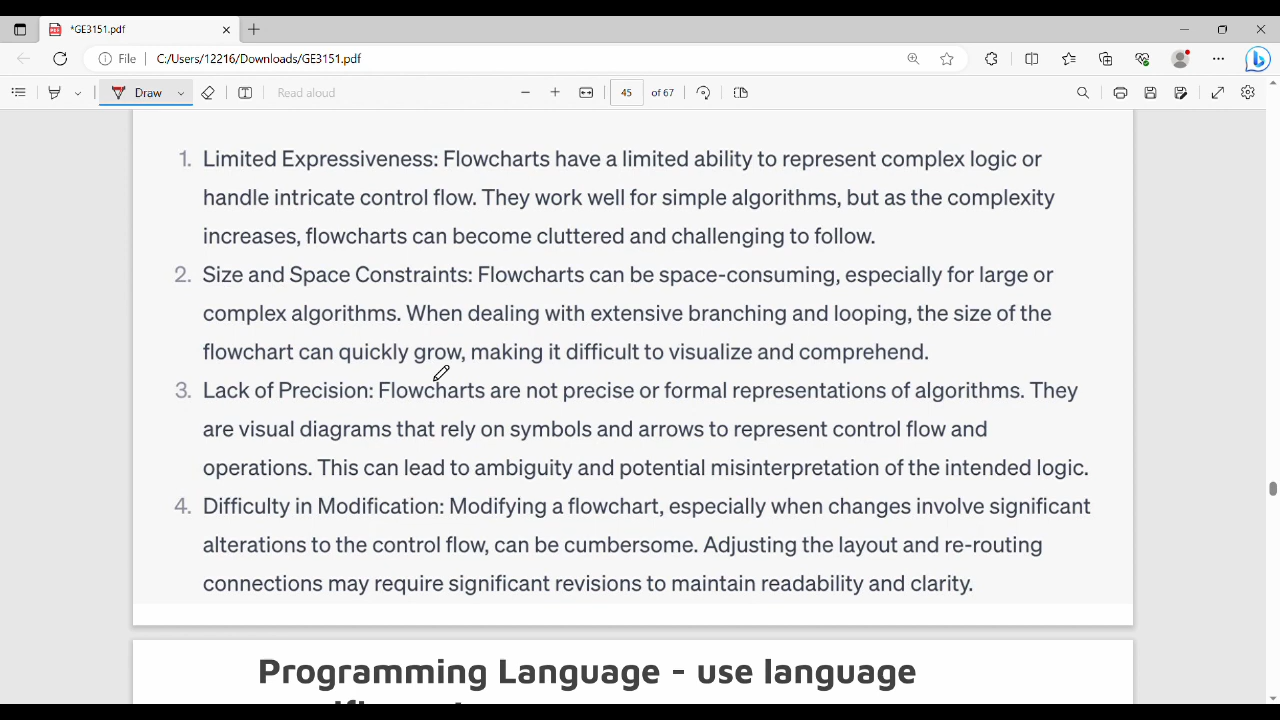 *GE3151.pdf
File C:/Users/12216/Downloads/GE3151.pdf
Draw Read aloud 45 of 67
1. Limited Expressiveness: Flowcharts have a limited ability to represent complex logic or
handle intricate control flow. They work well for simple algorithms, but as the complexity
increases, flowcharts can become cluttered and challenging to follow.
2. Size and Space Constraints: Flowcharts can be space-consuming, especially for large or
complex algorithms. When dealing with extensive branching and looping, the size of the
flowchart can quickly grow, making it difficult to visualize and comprehend.
3. Lack of Precision: Flowcharts are not precise or formal representations of algorithms. They
are visual diagrams that rely on symbols and arrows to represent control flow and
operations. This can lead to ambiguity and potential misinterpretation of the intended logic.
4. Difficulty in Modification: Modifying a flowchart, especially when changes involve significant
alterations to the control flow, can be cumbersome. Adjusting the layout and re-routing
connections may require significant revisions to maintain readability and clarity.
Programming Language - use language